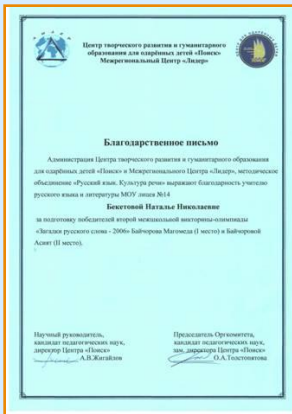 Центр творческого развития и гуманитарного
образования для одарённых детей «Поиск»
Межрегиональный Центр «Лидер»
Благодарственное письмо
Администрация Центра творческого развития и гуманитарного образования
для одарённых детей «Поиск» и Межрегионального Центра «Лидер», методическое
объединение «Русский язык. Культура речи» выражают благодарность учителю
русского языка и литературы МОУ лицея №14
Бекетовой Наталье Николаевне
за подготовку победителей второй межшкольной викторины-олимпиады
«Загадки русского слова - 2006» Байчорова Магомеда (I место) и Байчоровой
Асият (II место).
Научный руководитель,
кандидат педагогических наук,
директор Центра «Поиск»
А.В.Жигайлов
Председатель Оргкомитета,
кандидат педагогических наук,
зам. директора Центра «Поиск»
О.А.Толстопятова